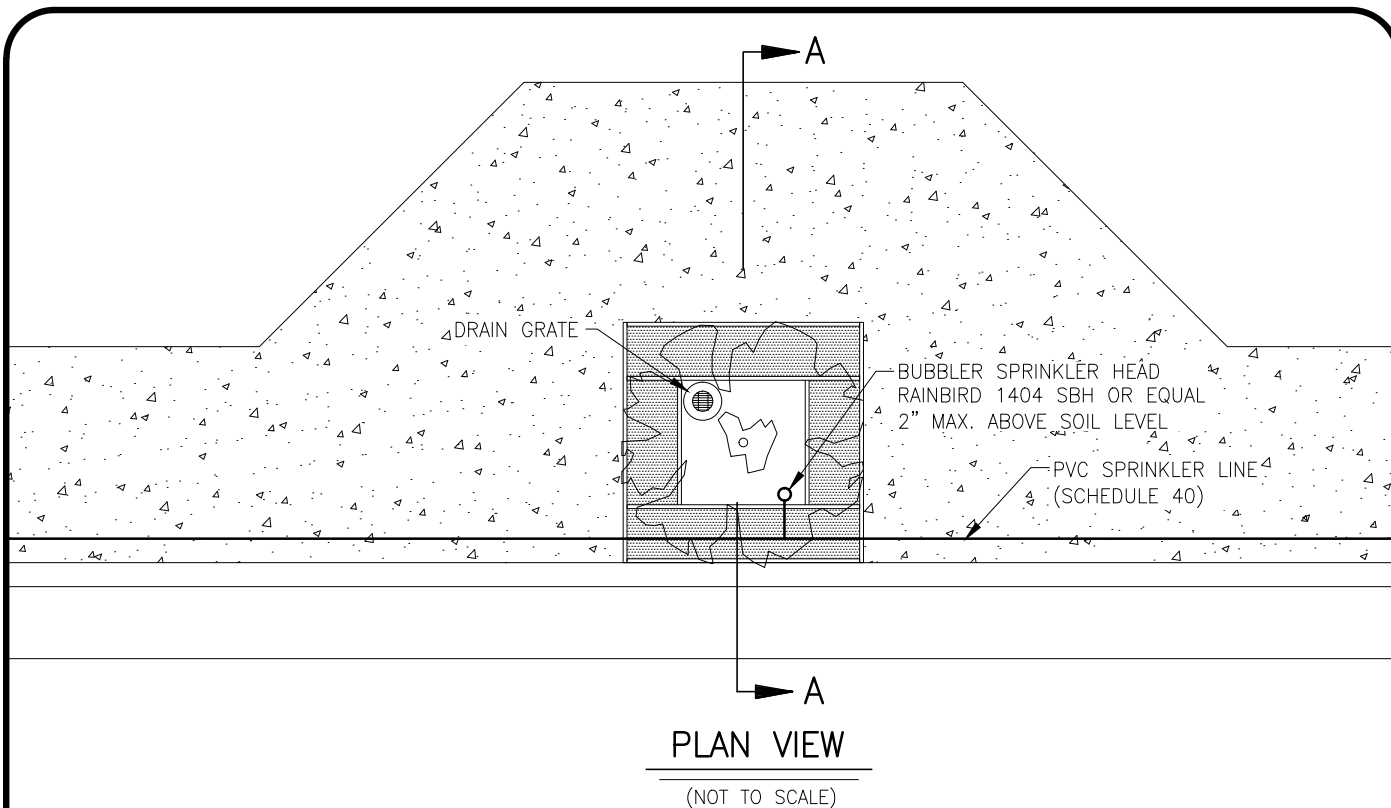 A
DRAIN GRATE
BUBBLER SPRINKLER HEAD
RAINBIRD 1404 SBH OR EQUAL
2" MAX. ABOVE SOIL LEVEL
PVC SPRINKLER LINE
(SCHEDULE 40)
A
PLAN VIEW
(NOT TO SCALE)